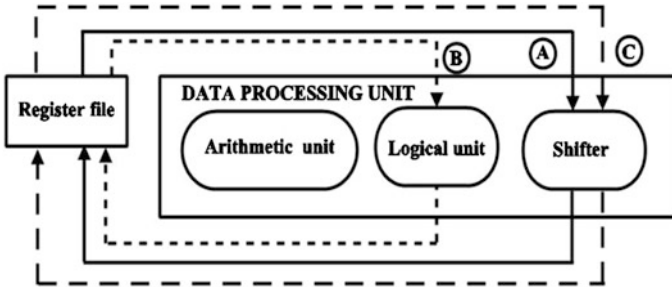 B
A
C
DATA PROCESSING UNIT
Register file
Arithmetic unit
Logical unit
Shifter